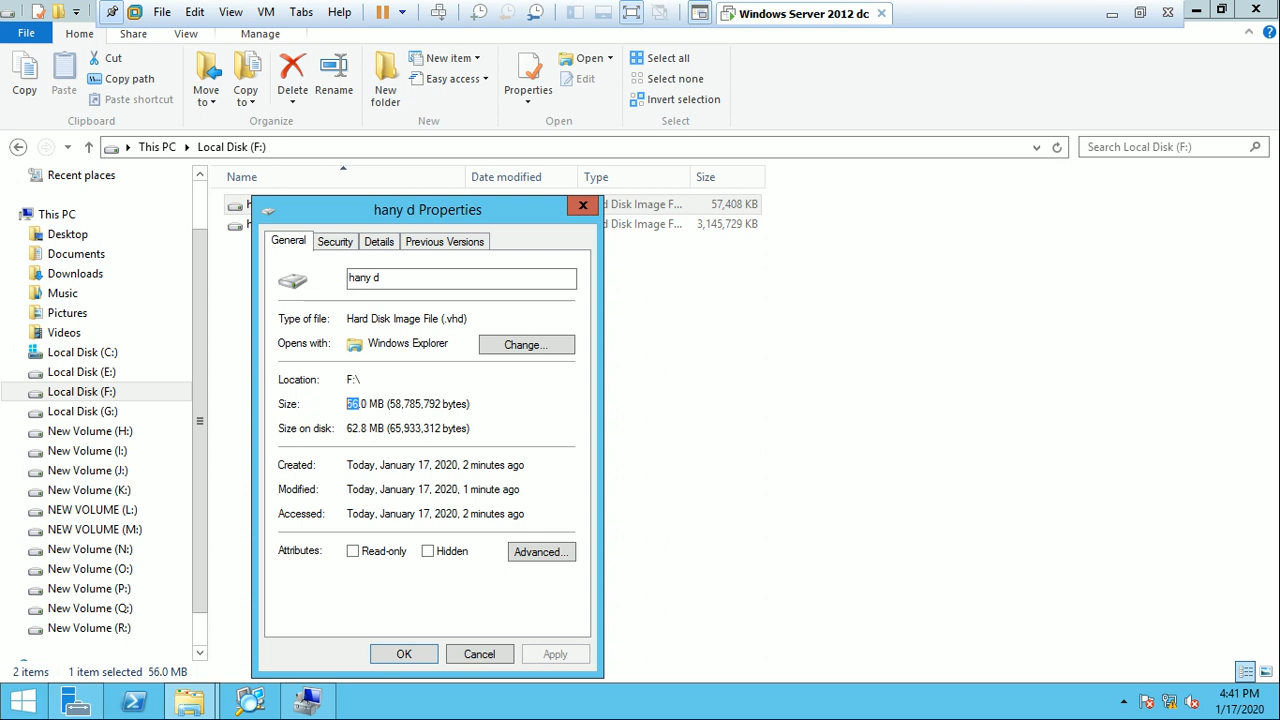 File Edit View VM Tabs Help
Windows Server 2012 dc
File Home Share View Manage
Copy
Paste
Cut
Copy path
Paste shortcut
Clipboard
Move to
Copy to
Delete
Rename
Organize
New folder
New item
Easy access
New
Properties
Open
Edit
Open
Select all
Select none
Invert selection
Select
This PC Local Disk (F:)
Search Local Disk (F:)
Name Date modified Type Size
d Disk Image F... 57,408 KB
d Disk Image F... 3,145,729 KB
Recent places
This PC
Desktop
Documents
Downloads
Music
Pictures
Videos
Local Disk (C:)
Local Disk (E:)
Local Disk (F:)
Local Disk (G:)
New Volume (H:)
New Volume (I:)
New Volume (J:)
New Volume (K:)
NEW VOLUME (L:)
NEW VOLUME (M:)
New Volume (N:)
New Volume (O:)
New Volume (P:)
New Volume (Q:)
New Volume (R:)
hany d Properties
General Security Details Previous Versions
hany d
Type of file: Hard Disk Image File (.vhd)
Opens with: Windows Explorer Change...
Location: F:\
Size: 56.0 MB (58,785,792 bytes)
Size on disk: 62.8 MB (65,933,312 bytes)
Created: Today, January 17, 2020, 2 minutes ago
Modified: Today, January 17, 2020, 1 minute ago
Accessed: Today, January 17, 2020, 2 minutes ago
Attributes: Read-only Hidden Advanced...
OK Cancel Apply
2 items 1 item selected 56.0 MB
4:41 PM
1/17/2020